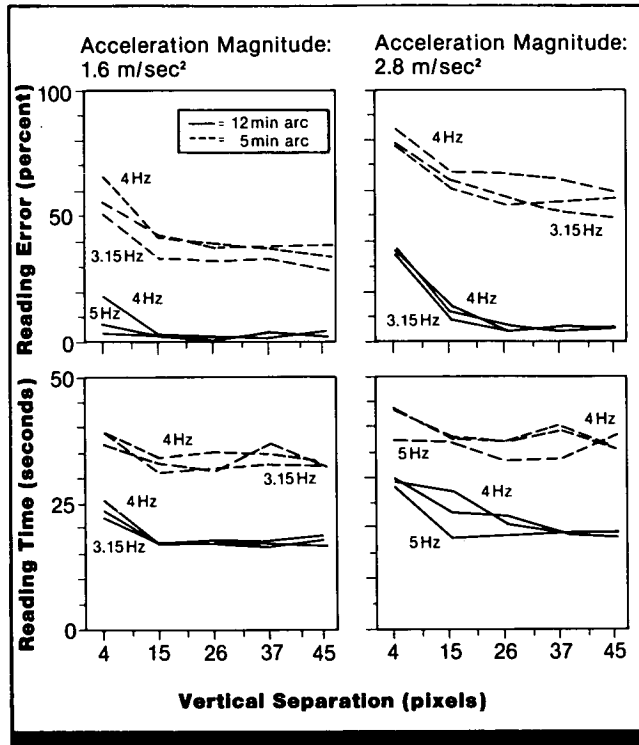 Acceleration Magnitude:
1.6 m/sec²
Acceleration Magnitude:
2.8 m/sec²
Reading Error (percent)
100
50
0
= 12 min arc
= 5 min arc
4 Hz
3.15 Hz
5 Hz
4 Hz
4 Hz
3.15 Hz
4 Hz
3.15 Hz
Reading Time (seconds)
50
25
0
4 Hz
3.15 Hz
4 Hz
3.15 Hz
4 Hz
5 Hz
4 Hz
5 Hz
4 15 26 37 45
4 15 26 37 45
Vertical Separation (pixels)